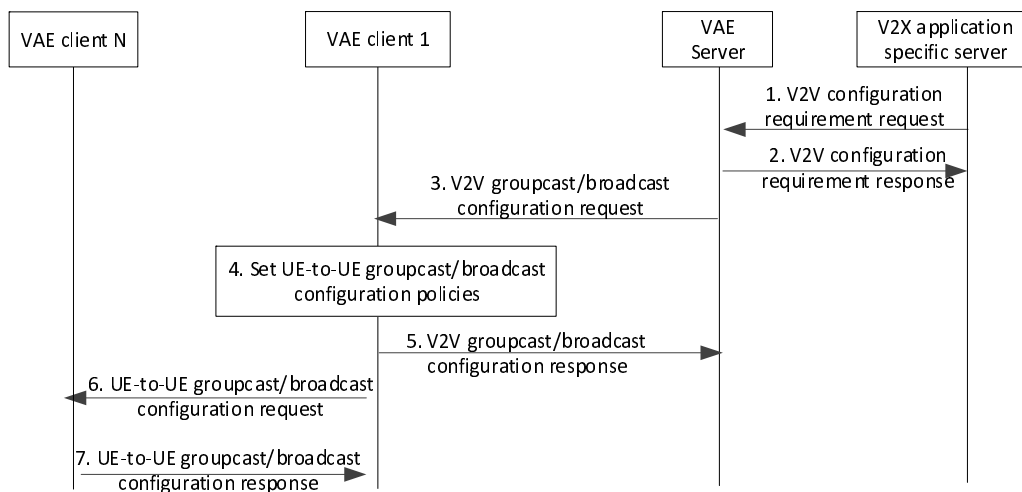 VAE client N
VAE client 1
VAE
Server
V2X application
specific server
1. V2V configuration
requirement request
2. V2V configuration
requirement response
3. V2V groupcast/broadcast
configuration request
4. Set UE-to-UE groupcast/broadcast
configuration policies
5. V2V groupcast/broadcast
configuration response
6. UE-to-UE groupcast/broadcast
configuration request
7. UE-to-UE groupcast/broadcast
configuration response